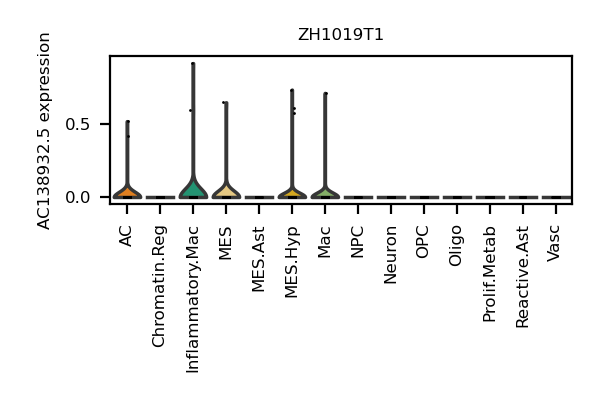 ZH1019T1
AC138932.5 expression
0.5
0.0
AC
Chromatin.Reg
Inflammatory.Mac
MES
MES.Ast
MES.Hyp
Mac
NPC
Neuron
OPC
Oligo
Prolif.Metab
Reactive.Ast
Vasc